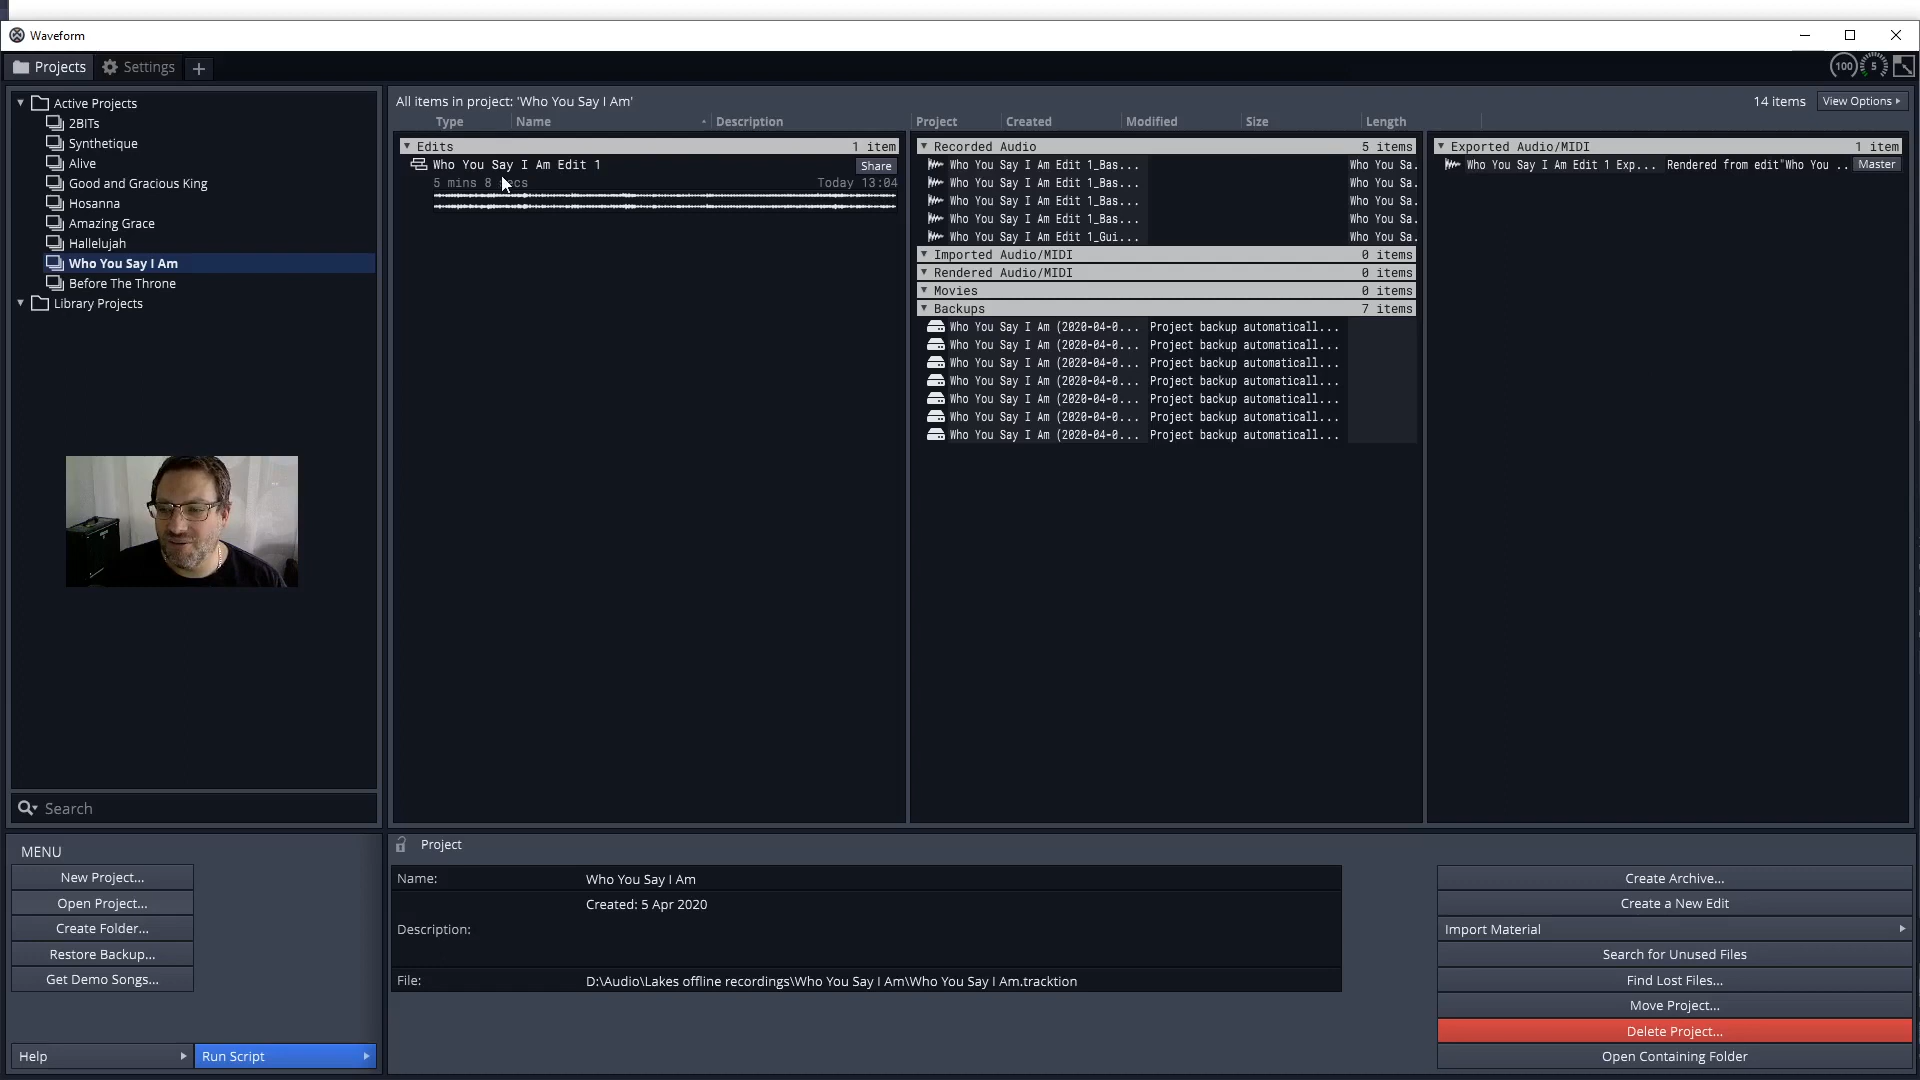 Waveform
Projects
Settings
100
5
Active Projects
2BITs
Synthetique
Alive
Good and Gracious King
Hosanna
Amazing Grace
Hallelujah
Who You Say I Am
Before The Throne
Library Projects
Search
MENU
New Project...
Open Project...
Create Folder...
Restore Backup...
Get Demo Songs...
Help
Run Script
All items in project: 'Who You Say I Am'
14 items
View Options
Type Name Description Project Created Modified Size Length
Edits 1 item
Who You Say I Am Edit 1
Share
5 mins 8 secs Today 13:04
Recorded Audio 5 items
Who You Say I Am Edit 1_Bas... Who You Sa.
Who You Say I Am Edit 1_Bas... Who You Sa.
Who You Say I Am Edit 1_Bas... Who You Sa.
Who You Say I Am Edit 1_Bas... Who You Sa.
Who You Say I Am Edit 1_Gui... Who You Sa.
Imported Audio/MIDI 0 items
Rendered Audio/MIDI 0 items
Movies 0 items
Backups 7 items
Who You Say I Am (2020-04-0... Project backup automaticall...
Who You Say I Am (2020-04-0... Project backup automaticall...
Who You Say I Am (2020-04-0... Project backup automaticall...
Who You Say I Am (2020-04-0... Project backup automaticall...
Who You Say I Am (2020-04-0... Project backup automaticall...
Who You Say I Am (2020-04-0... Project backup automaticall...
Who You Say I Am (2020-04-0... Project backup automaticall...
Exported Audio/MIDI 1 item
Who You Say I Am Edit 1 Exp... Rendered from edit"Who You .. Master
Project
Name: Who You Say I Am
Created: 5 Apr 2020
Description:
File: D:\Audio\Lakes offline recordings\Who You Say I Am\Who You Say I Am.tracktion
Create Archive...
Create a New Edit
Import Material
Search for Unused Files
Find Lost Files...
Move Project...
Delete Project...
Open Containing Folder